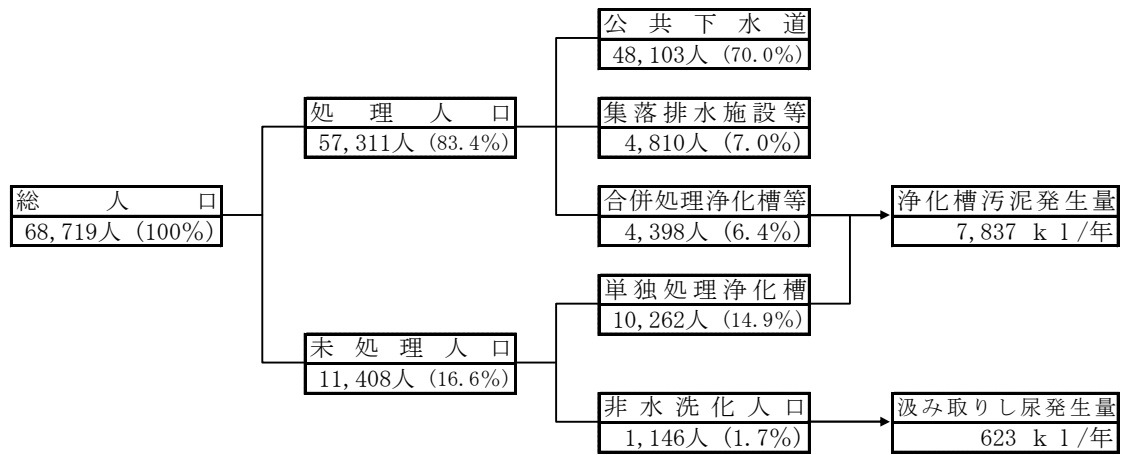 総人口
68,719人 (100%)
処理人口
57,311人 (83.4%)
公共下水道
48,103人 (70.0%)
集落排水施設等
4,810人 (7.0%)
合併処理浄化槽等
4,398人 (6.4%)
浄化槽汚泥発生量
7,837 ｋｌ/年
未処理人口
11,408人 (16.6%)
単独処理浄化槽
10,262人 (14.9%)
非水洗化人口
1,146人 (1.7%)
汲み取りし尿発生量
623 ｋｌ/年